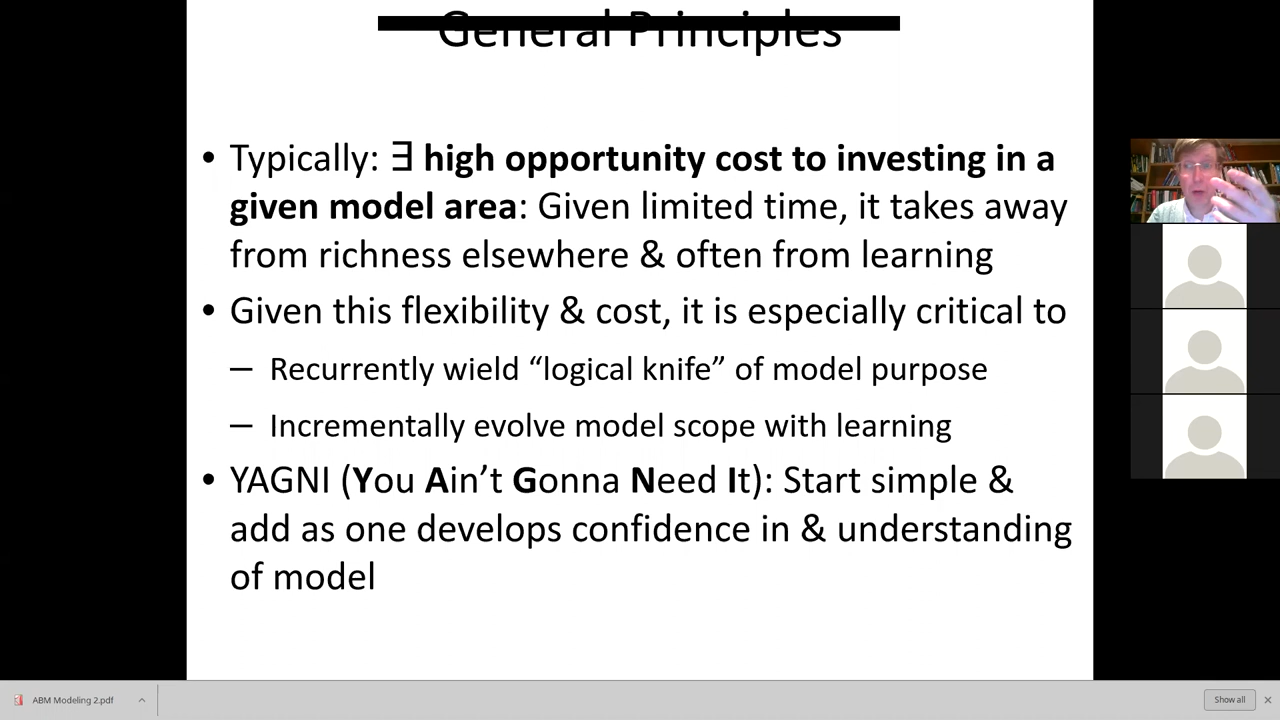 General Principles
• Typically: ∃ high opportunity cost to investing in a
given model area: Given limited time, it takes away
from richness elsewhere & often from learning
• Given this flexibility & cost, it is especially critical to
– Recurrently wield “logical knife” of model purpose
– Incrementally evolve model scope with learning
• YAGNI (You Ain’t Gonna Need It): Start simple &
add as one develops confidence in & understanding
of model
ABM Modeling 2.pdf
Show all